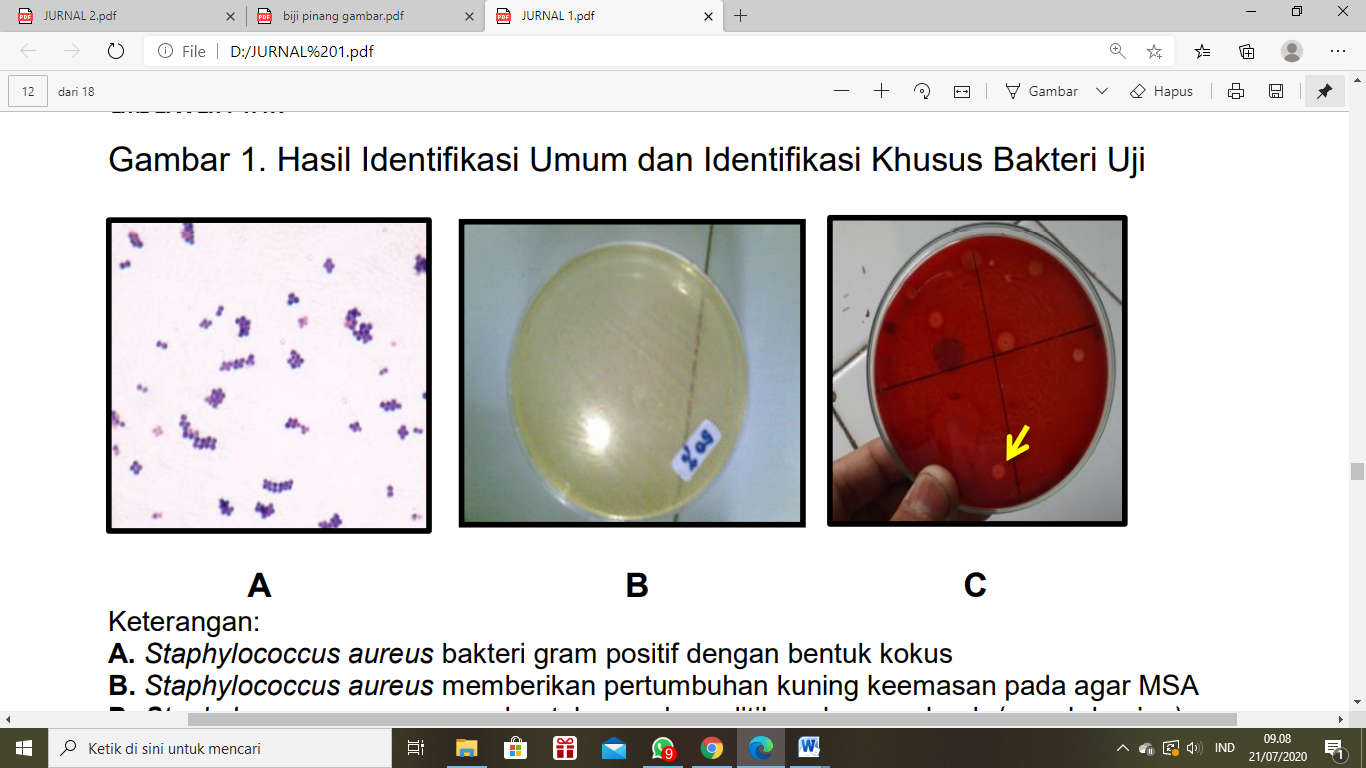 JURNAL 2.pdf
biji pinang gambar.pdf
JURNAL 1.pdf
File
D:/JURNAL%201.pdf
12 dari 18
Gambar
Hapus
Gambar 1. Hasil Identifikasi Umum dan Identifikasi Khusus Bakteri Uji
A B C
Keterangan:
A. Staphylococcus aureus bakteri gram positif dengan bentuk kokus
B. Staphylococcus aureus memberikan pertumbuhan kuning keemasan pada agar MSA
Ketik di sini untuk mencari
9
IND
09.08
21/07/2020
1